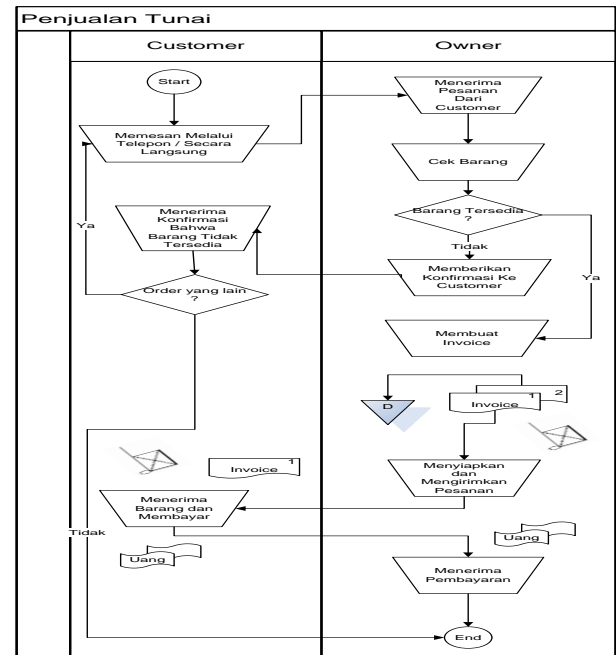 Penjualan Tunai
Customer
Owner
Start
Menerima
Pesanan
Dari
Customer
Memesan Melalui
Telepon / Secara
Langsung
Cek Barang
Barang Tersedia
?
Tidak
Ya
Menerima
Konfirmasi
Bahwa
Barang Tidak
Tersedia
Ya
Memberikan
Konfirmasi Ke
Customer
Order yang lain
?
Membuat
Invoice
D
2
1
Invoice
1
Invoice
Menyiapkan
dan
Mengirimkan
Pesanan
Menerima
Barang dan
Membayar
Tidak
Uang
Uang
Menerima
Pembayaran
End